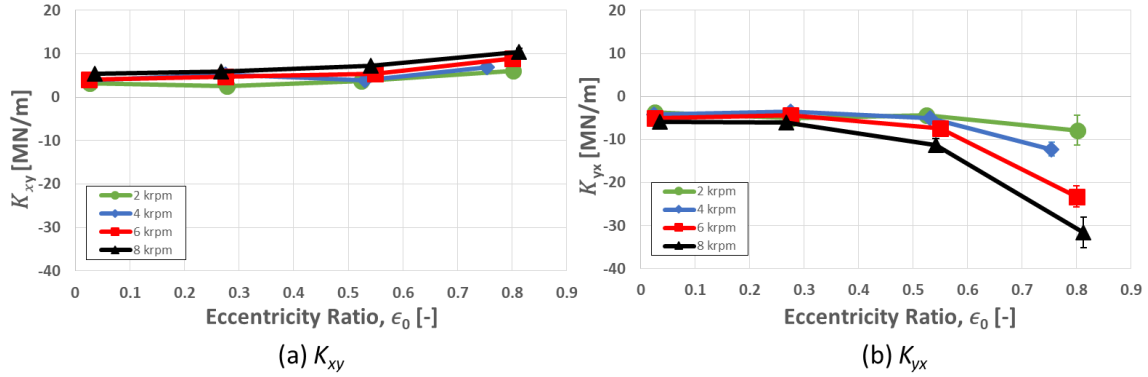 20
10
0
-10
-20
-30
-40
K_xy [MN/m]
2 krpm
4 krpm
6 krpm
8 krpm
0 0.1 0.2 0.3 0.4 0.5 0.6 0.7 0.8 0.9
Eccentricity Ratio, ϵ₀ [-]
(a) K_xy
20
10
0
-10
-20
-30
-40
K_yx [MN/m]
2 krpm
4 krpm
6 krpm
8 krpm
0 0.1 0.2 0.3 0.4 0.5 0.6 0.7 0.8 0.9
Eccentricity Ratio, ϵ₀ [-]
(b) K_yx